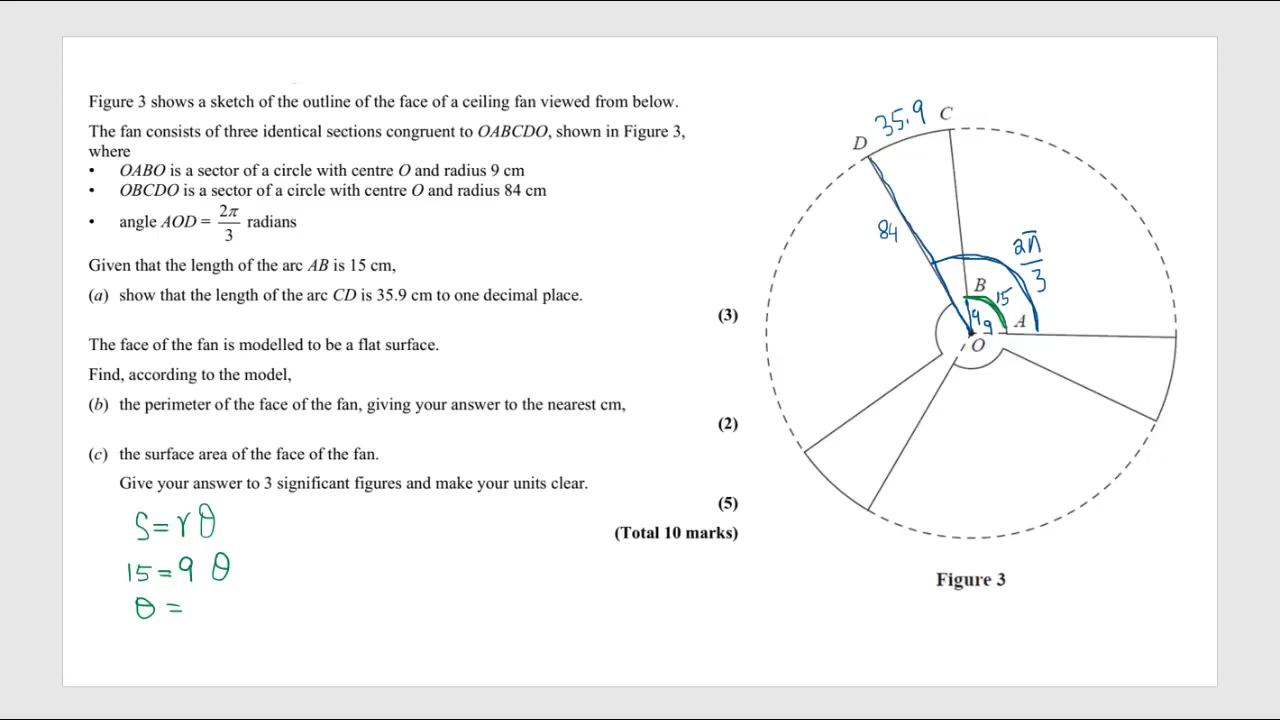 Figure 3 shows a sketch of the outline of the face of a ceiling fan viewed from below.
The fan consists of three identical sections congruent to OABCDO, shown in Figure 3,
where
• OABO is a sector of a circle with centre O and radius 9 cm
• OBCDO is a sector of a circle with centre O and radius 84 cm
• angle AOD = 2π/3 radians
Given that the length of the arc AB is 15 cm,
(a) show that the length of the arc CD is 35.9 cm to one decimal place.
(3)
The face of the fan is modelled to be a flat surface.
Find, according to the model,
(b) the perimeter of the face of the fan, giving your answer to the nearest cm,
(2)
(c) the surface area of the face of the fan.
Give your answer to 3 significant figures and make your units clear.
(5)
(Total 10 marks)
S = r θ
15 = 9 θ
θ =
35.9
C
D
84
2π/3
B
15
9
9
A
O
Figure 3